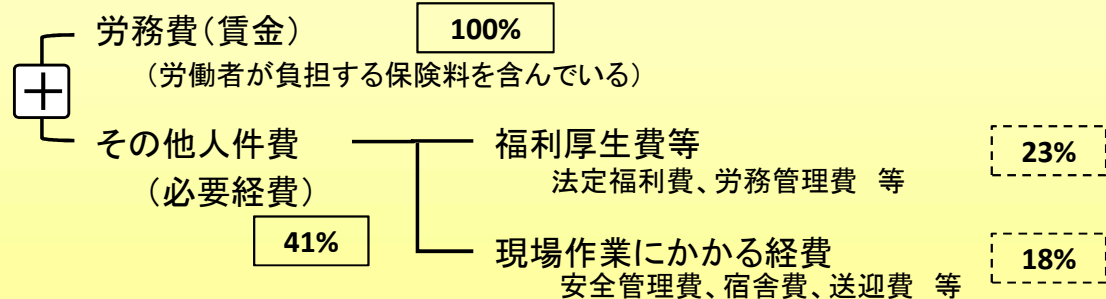 労務費(賃金) 100%
(労働者が負担する保険料を含んでいる)
+
その他人件費
(必要経費)
41%
福利厚生費等
法定福利費、労務管理費 等
23%
現場作業にかかる経費
安全管理費、宿舎費、送迎費 等
18%